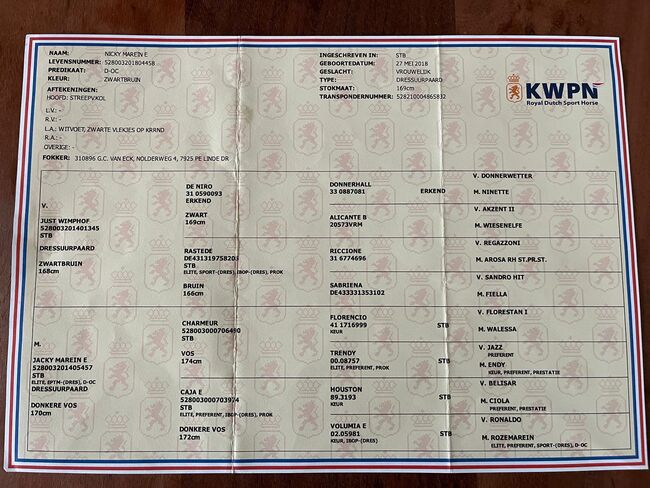 NAAM: NICKY MAREIN E
LEVENSNUMMER: 528003201804458
PREDIKAAT: D-OC
KLEUR: ZWARTBRUIN
AFTEKENINGEN:
HOOFD: STREEPV.KOL
L.V.: -
R.V.: -
L.A.: WITVOET, ZWARTE VLEKJES OP KRRND
R.A.: -
OVERIGE: -
FOKKER: 310896 G.C. VAN ECK, NOLDERWEG 4, 7925 PE LINDE DR
INGESCHREVEN IN: STB
GEBOORTEDATUM: 27 MEI 2018
GESLACHT: VROUWELIJK
TYPE: DRESSUURPAARD
STOKMAAT: 169cm
TRANSPONDERNUMMER: 528210004865832
KWPN
Royal Dutch Sport Horse
V.
JUST WIMPHOF
528003201401345
STB
DRESSUURPAARD
ZWARTBRUIN
168cm
M.
JACKY MAREIN E
528003201405457
STB
ELITE, EPTM-(DRES), D-OC
DRESSUURPAARD
DONKERE VOS
170cm
DE NIRO
31 0590093
ERKEND
ZWART
169cm
RASTEDE
DE431319758205
STB
ELITE, SPORT-(DRES), IBOP-(DRES), PROK
BRUIN
166cm
CHARMEUR
528003000706490
STB
VOS
174cm
CAJA E
528003000703974
STB
ELITE, PREFERENT, IBOP-(DRES), PROK
DONKERE VOS
172cm
DONNERHALL
33 0887081 ERKEND
ALICANTE B
20573VRM
RICCIONE
31 6774696
SABRIENA
DE433331353102
FLORENCIO
41 1716999 STB
KEUR
TRENDY
00.08757 STB
ELITE, PREFERENT, PROK
HOUSTON
89.3193 STB
KEUR
VOLUMIA E
02.05981 STB
KEUR, IBOP-(DRES)
V. DONNERWETTER
M. NINETTE
V. AKZENT II
M. WIESENELFE
V. REGAZZONI
M. AROSA RH ST.PR.ST.
V. SANDRO HIT
M. FIELLA
V. FLORESTAN I
M. WALESSA
V. JAZZ
PREFERENT
M. ENDY
KEUR, PREFERENT, PRESTATIE
V. BELISAR
M. CIOLA
PREFERENT, PRESTATIE
V. RONALDO
M. ROZEMAREIN
ELITE, PREFERENT, SPORT-(DRES), D-OC